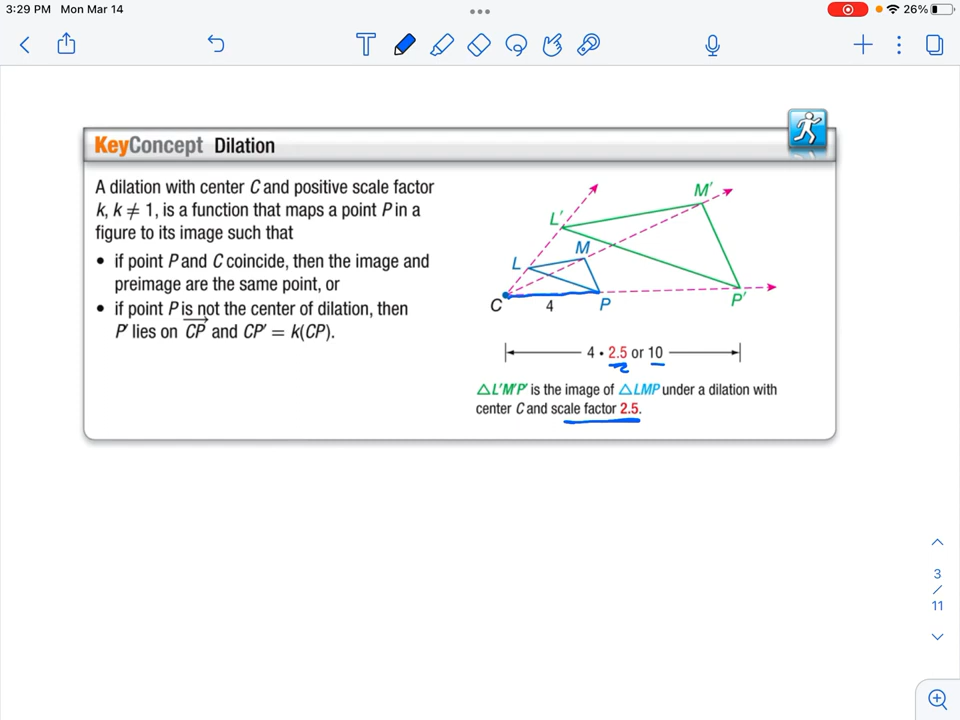 3:29 PM Mon Mar 14
26%
T
KeyConcept Dilation
A dilation with center C and positive scale factor
k, k ≠ 1, is a function that maps a point P in a
figure to its image such that
• if point P and C coincide, then the image and
preimage are the same point, or
• if point P is not the center of dilation, then
P′ lies on CP→ and CP′ = k(CP).
M′
L′
M
L
C
4
P
P′
4 • 2.5 or 10
△L′M′P′ is the image of △LMP under a dilation with
center C and scale factor 2.5.
3
/
11